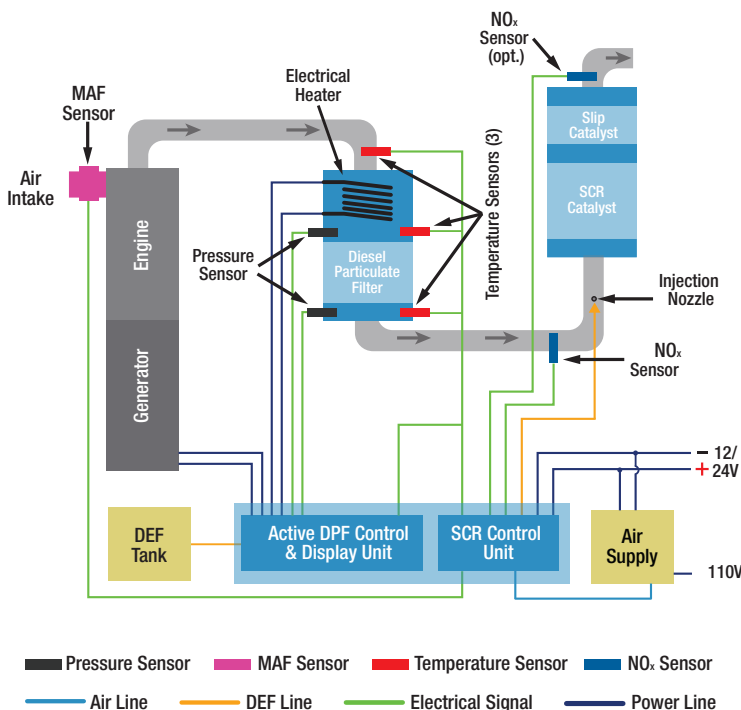 NOx
Sensor
(opt.)
Electrical
Heater
MAF
Sensor
Air
Intake
Slip
Catalyst
SCR
Catalyst
Temperature Sensors (3)
Engine
Pressure
Sensor
Diesel
Particulate
Filter
Injection
Nozzle
Generator
NOx
Sensor
- 12/
+ 24V
DEF
Tank
Active DPF Control
& Display Unit
SCR Control
Unit
Air
Supply
110V
Pressure Sensor
MAF Sensor
Temperature Sensor
NOx Sensor
Air Line
DEF Line
Electrical Signal
Power Line